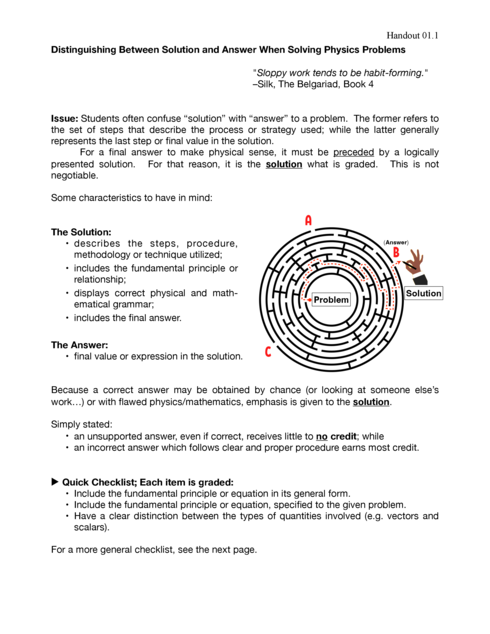 Handout 01.1
Distinguishing Between Solution and Answer When Solving Physics Problems
"Sloppy work tends to be habit-forming."
–Silk, The Belgariad, Book 4
Issue: Students often confuse “solution” with “answer” to a problem. The former refers to
the set of steps that describe the process or strategy used; while the latter generally
represents the last step or final value in the solution.
For a final answer to make physical sense, it must be preceded by a logically
presented solution. For that reason, it is the solution what is graded. This is not
negotiable.
Some characteristics to have in mind:
The Solution:
• describes the steps, procedure,
methodology or technique utilized;
• includes the fundamental principle or
relationship;
• displays correct physical and math-
ematical grammar;
• includes the final answer.
The Answer:
• final value or expression in the solution.
A
(Answer)
B
Solution
Problem
C
Because a correct answer may be obtained by chance (or looking at someone else’s
work…) or with flawed physics/mathematics, emphasis is given to the solution.
Simply stated:
• an unsupported answer, even if correct, receives little to no credit; while
• an incorrect answer which follows clear and proper procedure earns most credit.
▶ Quick Checklist; Each item is graded:
• Include the fundamental principle or equation in its general form.
• Include the fundamental principle or equation, specified to the given problem.
• Have a clear distinction between the types of quantities involved (e.g. vectors and
scalars).
For a more general checklist, see the next page.